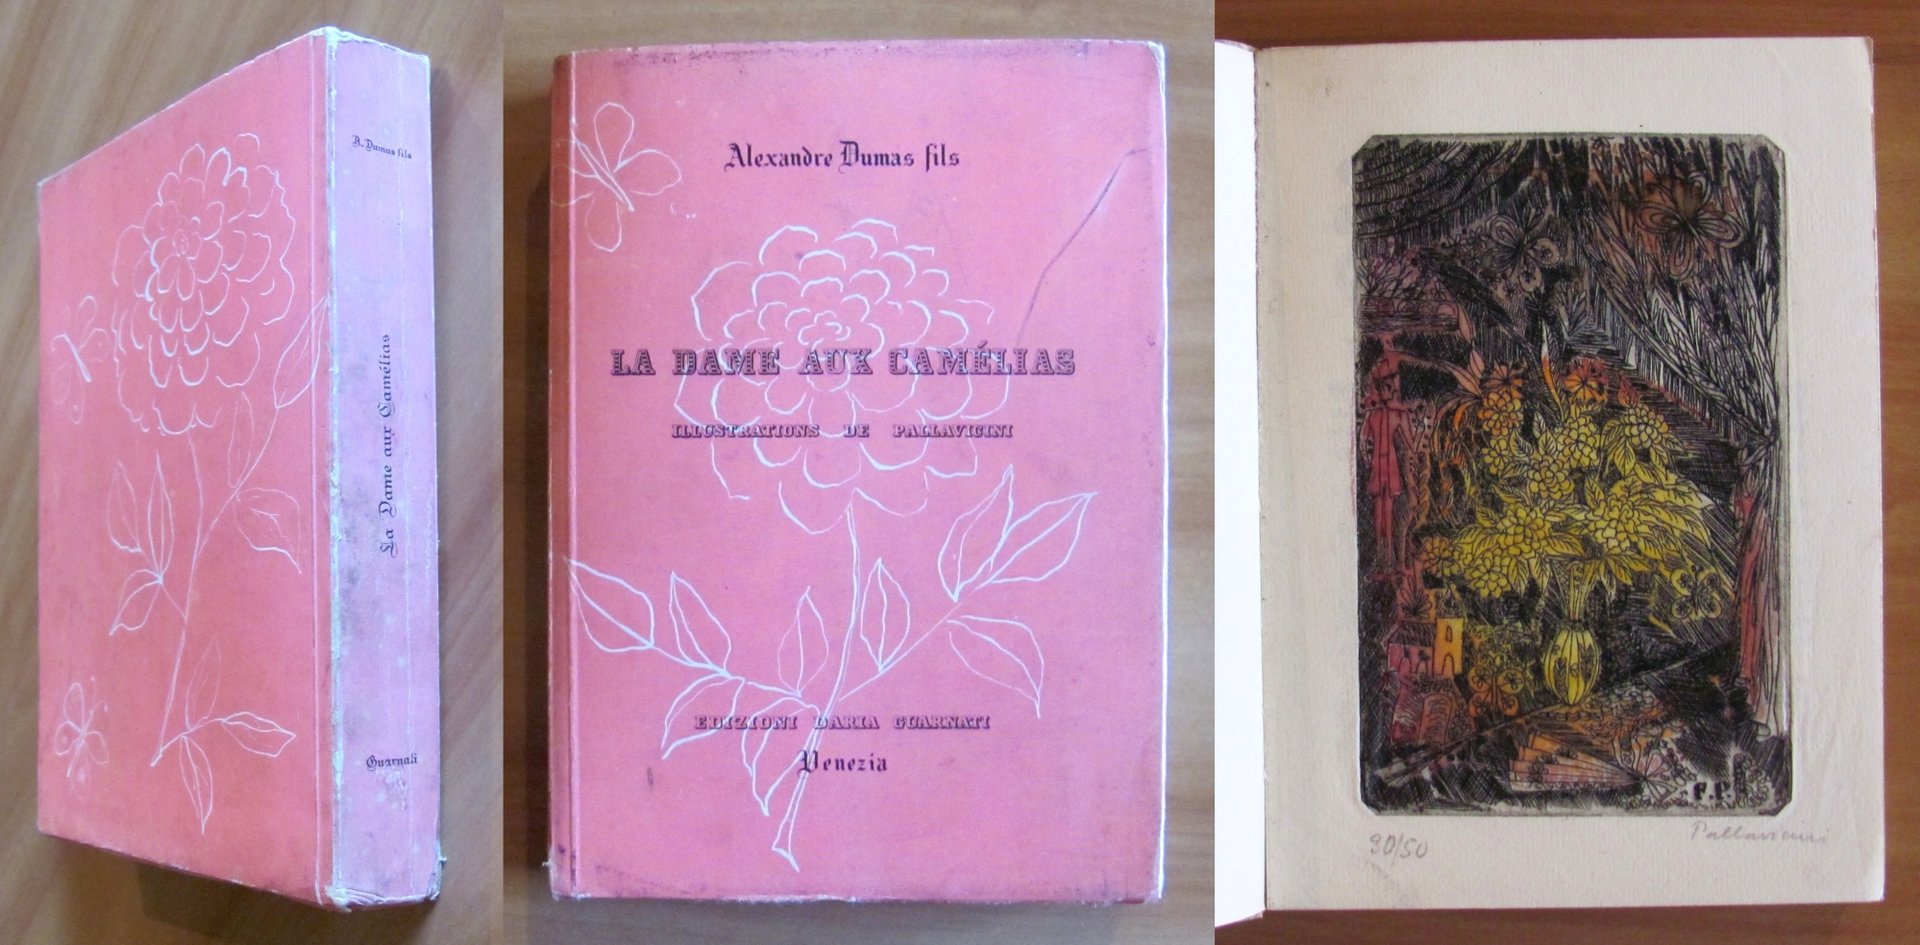 A. Dumas fils
La Dame aux Camélias
Guarnati
Alexandre Dumas fils
LA DAME AUX CAMÉLIAS
ILLUSTRATIONS DE PALLAVICINI
EDIZIONI DARIA GUARNATI
Venezia
F.P.
30/50 Pallavicini